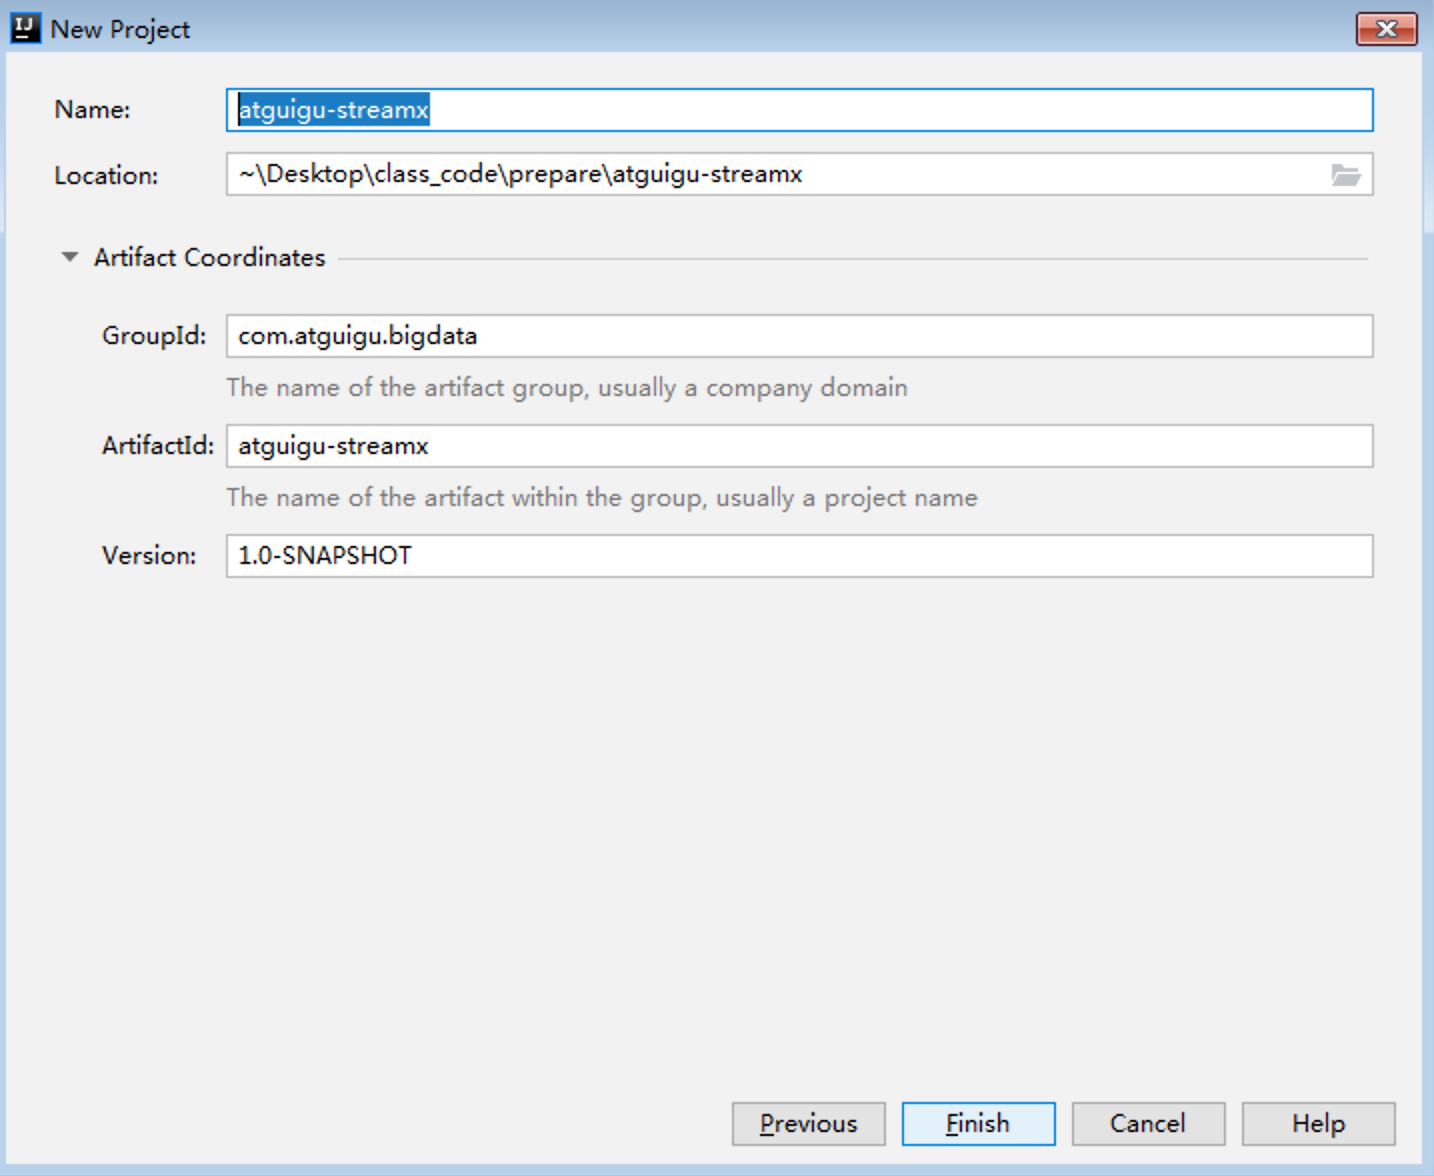 IJ New Project
Name: atguigu-streamx
Location: ~\Desktop\class_code\prepare\atguigu-streamx
Artifact Coordinates
GroupId: com.atguigu.bigdata
The name of the artifact group, usually a company domain
ArtifactId: atguigu-streamx
The name of the artifact within the group, usually a project name
Version: 1.0-SNAPSHOT
Previous Finish Cancel Help